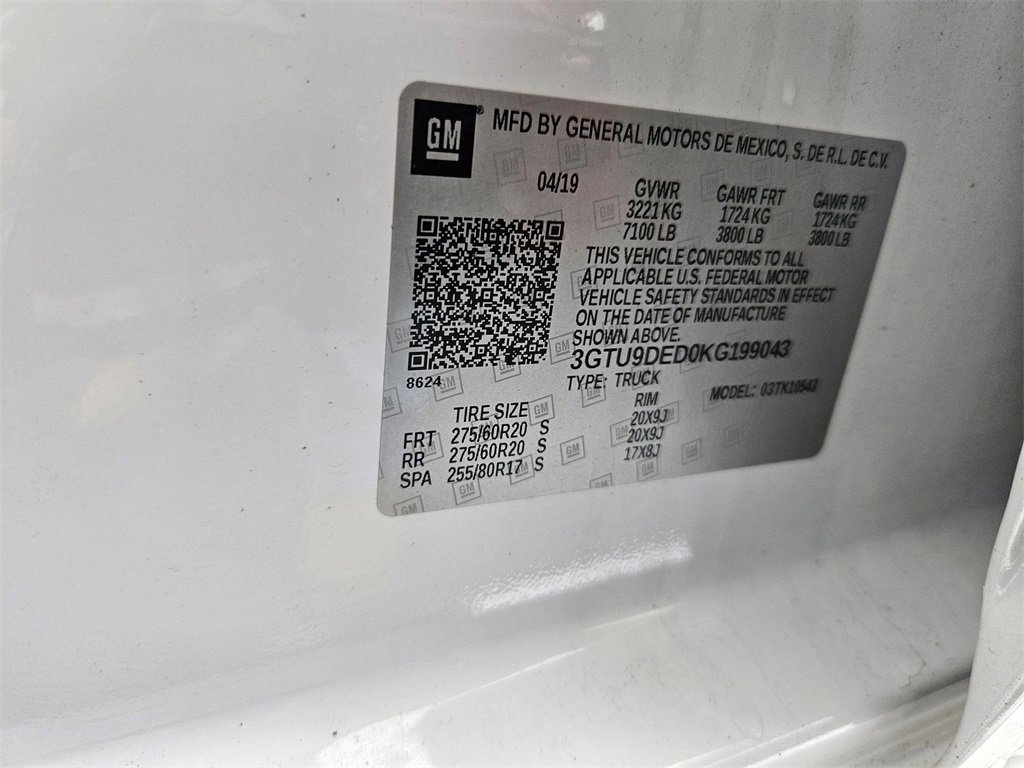 GM
MFD BY GENERAL MOTORS DE MEXICO, S. DE R.L. DE C.V.
04/19 GVWR GAWR FRT GAWR RR
3221 KG 1724 KG 1724 KG
7100 LB 3800 LB 3800 LB
THIS VEHICLE CONFORMS TO ALL
APPLICABLE U.S. FEDERAL MOTOR
VEHICLE SAFETY STANDARDS IN EFFECT
ON THE DATE OF MANUFACTURE
SHOWN ABOVE.
3GTU9DED0KG199043
8624
TYPE: TRUCK MODEL: 03TK10543
TIRE SIZE RIM
FRT 275/60R20 S 20X9J
RR 275/60R20 S 20X9J
SPA 255/80R17 S 17X8J